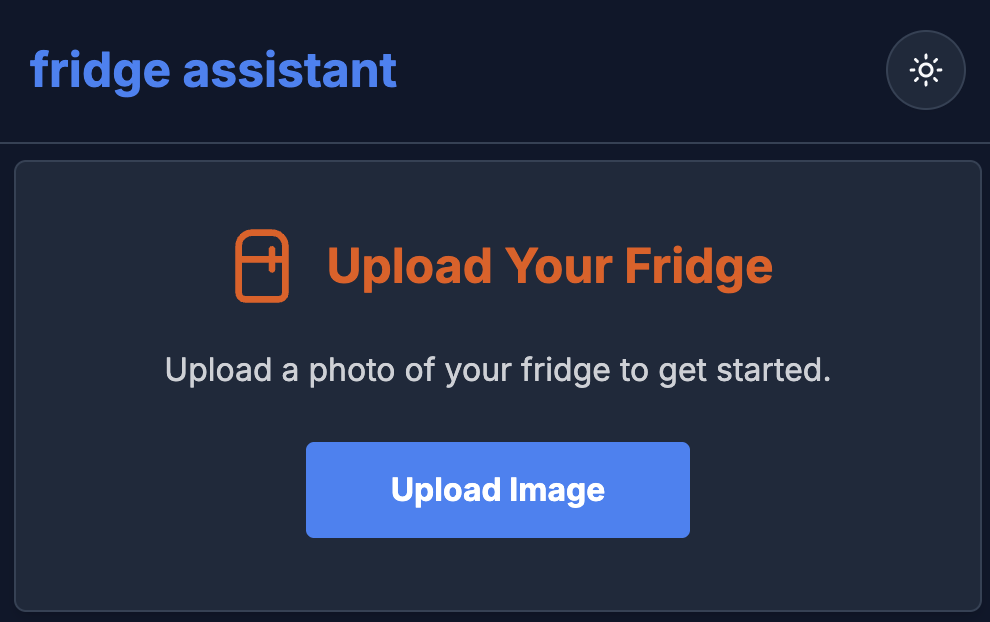 fridge assistant
Upload Your Fridge
Upload a photo of your fridge to get started.
Upload Image